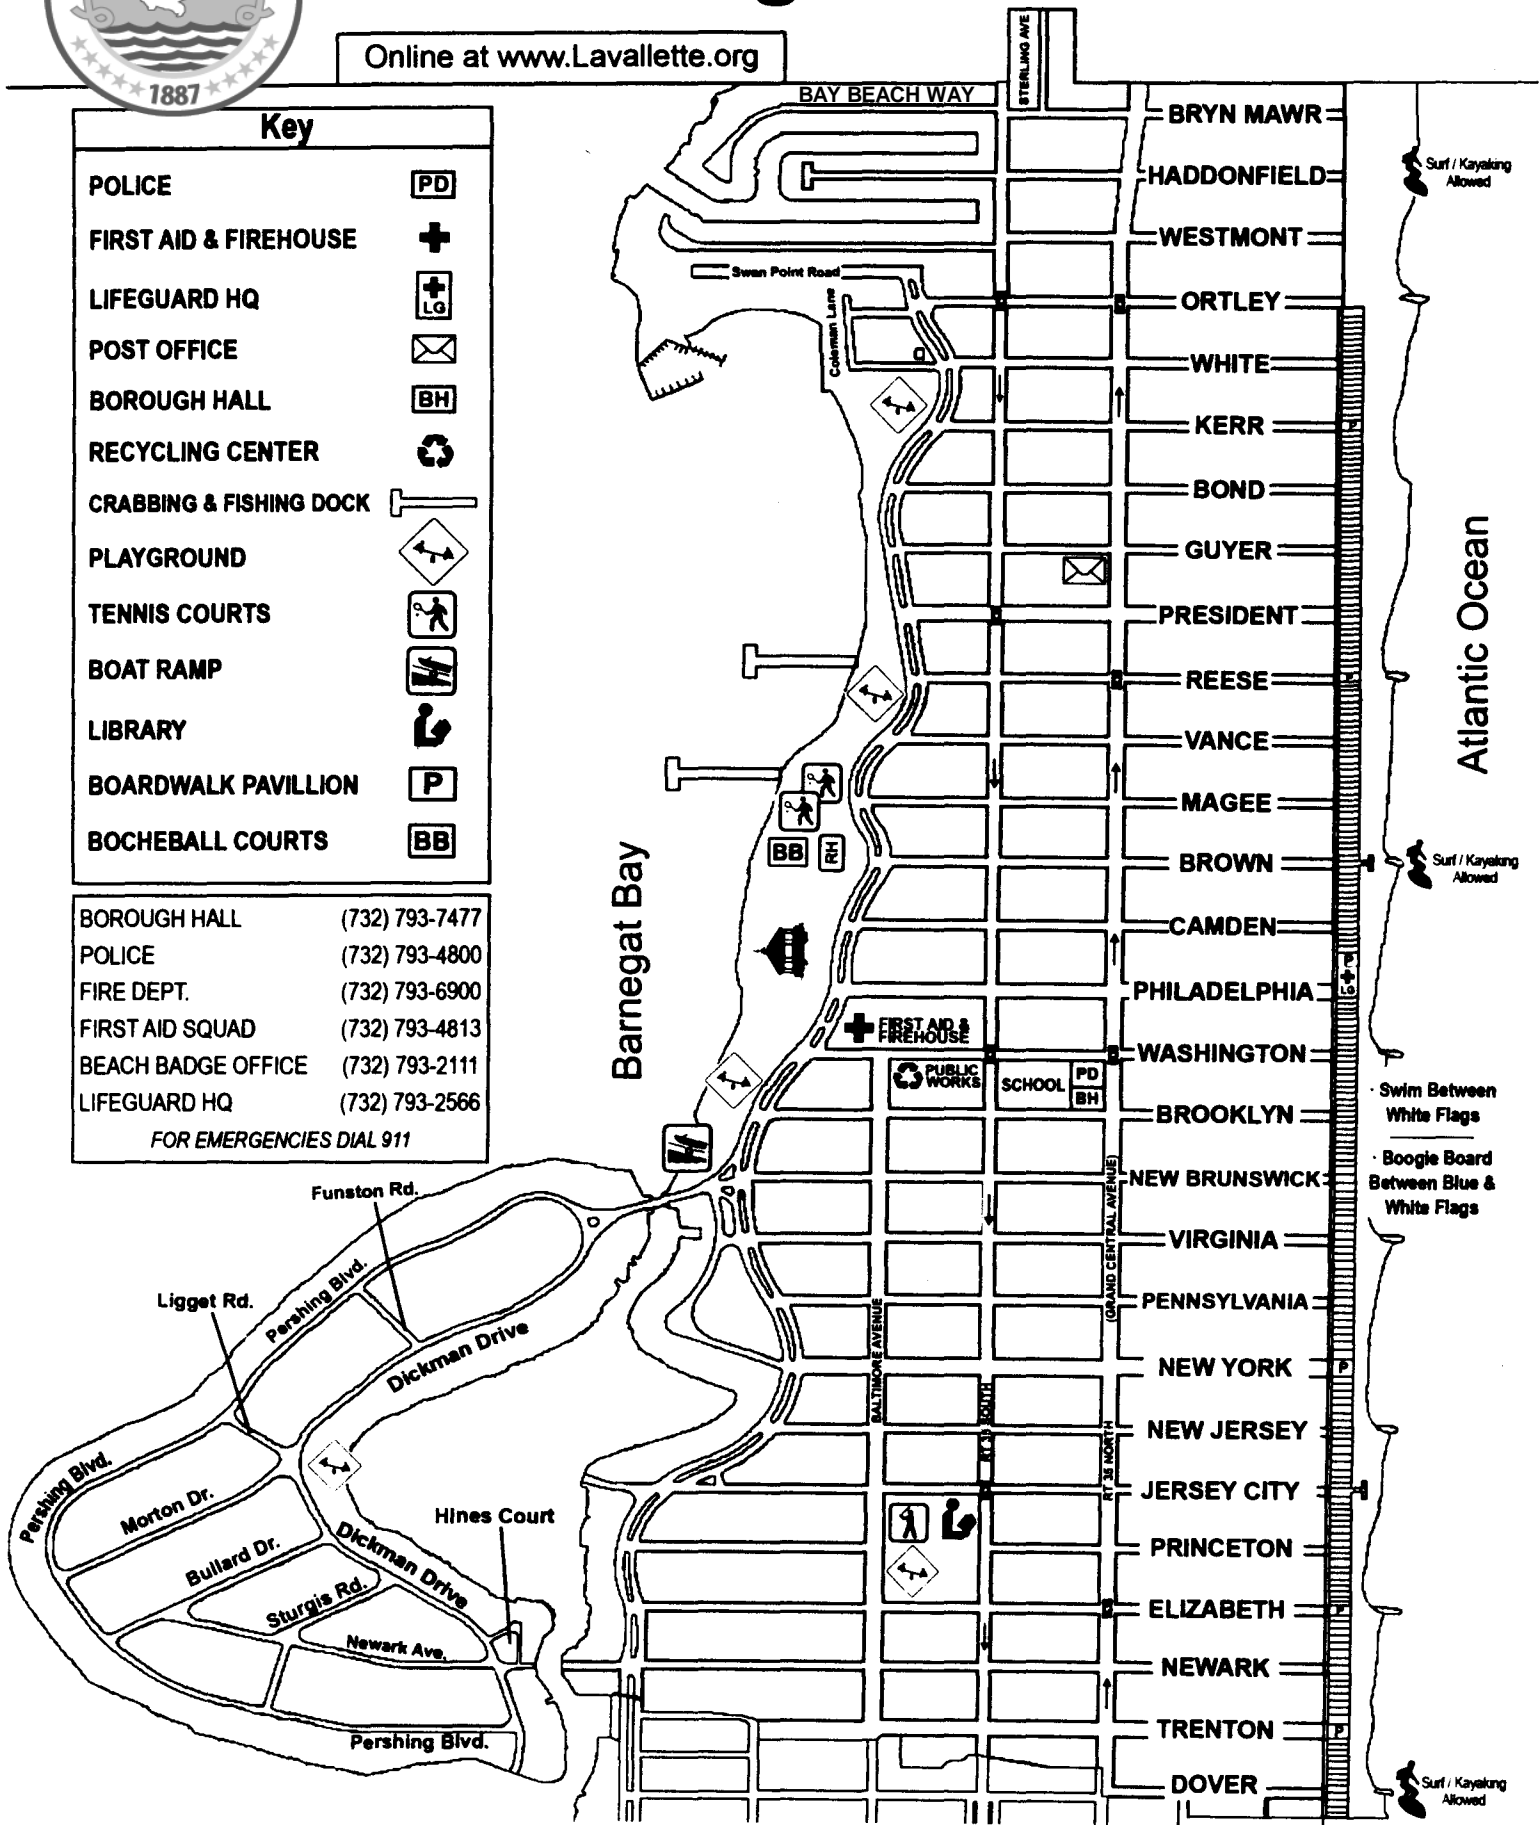 1887
Online at www.Lavallette.org
Key
POLICE PD
FIRST AID & FIREHOUSE
LIFEGUARD HQ LG
POST OFFICE
BOROUGH HALL BH
RECYCLING CENTER
CRABBING & FISHING DOCK
PLAYGROUND
TENNIS COURTS
BOAT RAMP
LIBRARY
BOARDWALK PAVILLION P
BOCHEBALL COURTS BB
BOROUGH HALL (732) 793-7477
POLICE (732) 793-4800
FIRE DEPT. (732) 793-6900
FIRST AID SQUAD (732) 793-4813
BEACH BADGE OFFICE (732) 793-2111
LIFEGUARD HQ (732) 793-2566
FOR EMERGENCIES DIAL 911
STERLING AVE
BAY BEACH WAY
BRYN MAWR
HADDONFIELD
Surf / Kayaking
Allowed
WESTMONT
Swan Point Road
Coleman Lane
ORTLEY
WHITE
KERR
P
BOND
GUYER
PRESIDENT
REESE
P
VANCE
MAGEE
BB
RH
BROWN
Surf / Kayaking
Allowed
CAMDEN
P
LG
PHILADELPHIA
FIRST AID &
FIREHOUSE
WASHINGTON
PUBLIC
WORKS
SCHOOL
PD
BH
BROOKLYN
NEW BRUNSWICK
VIRGINIA
PENNSYLVANIA
NEW YORK
P
NEW JERSEY
JERSEY CITY
PRINCETON
ELIZABETH
P
NEWARK
TRENTON
P
DOVER
Surf / Kayaking
Allowed
Atlantic Ocean
Barnegat Bay
· Swim Between
White Flags
· Boogie Board
Between Blue &
White Flags
(GRAND CENTRAL AVENUE)
BALTIMORE AVENUE
RT 35 SOUTH
RT 35 NORTH
Funston Rd.
Ligget Rd.
Pershing Blvd.
Dickman Drive
Pershing Blvd.
Morton Dr.
Bullard Dr.
Hines Court
Dickman Drive
Sturgis Rd.
Newark Ave.
Pershing Blvd.